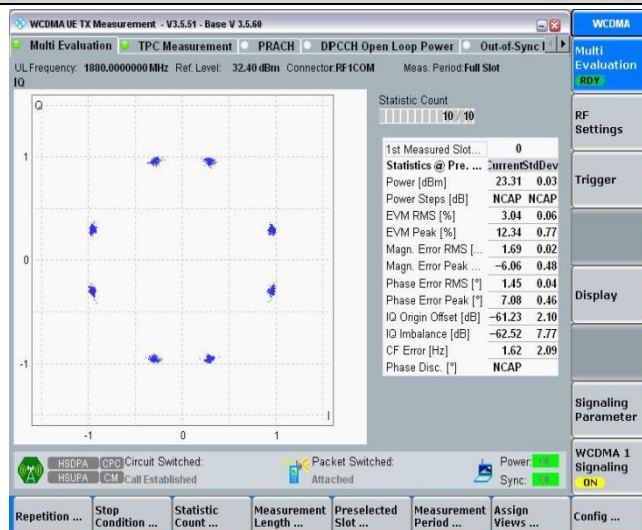 WCDMA UE TX Measurement - V3.5.51 - Base V 3.5.60
WCDMA
Multi Evaluation TPC Measurement PRACH DPCCH Open Loop Power Out-of-Sync I
Multi
Evaluation
RDY
UL Frequency: 1880.0000000 MHz Ref. Level: 32.40 dBm Connector:RF1COM Meas. Period:Full Slot
IQ
Q
1
0
-1
-1 0 1
I
Statistic Count
10 / 10
1st Measured Slot... 0
Statistics @ Pre. ... CurrentStdDev
Power [dBm] 23.31 0.03
Power Steps [dB] NCAP NCAP
EVM RMS [%] 3.04 0.06
EVM Peak [%] 12.34 0.77
Magn. Error RMS [... 1.69 0.02
Magn. Error Peak ... -6.06 0.48
Phase Error RMS [°] 1.45 0.04
Phase Error Peak [°] 7.08 0.46
IQ Origin Offset [dB] -61.23 2.10
IQ Imbalance [dB] -62.52 7.77
CF Error [Hz] 1.62 2.09
Phase Disc. [°] NCAP
RF
Settings
Trigger
Display
Signaling
Parameter
WCDMA 1
Signaling
ON
HSDPA CPC Circuit Switched: Packet Switched: Power: OK
HSUPA CM Call Established Attached Sync: OK
Repetition ...
Stop
Condition ...
Statistic
Count ...
Measurement
Length ...
Preselected
Slot ...
Measurement
Period ...
Assign
Views ...
Config ...